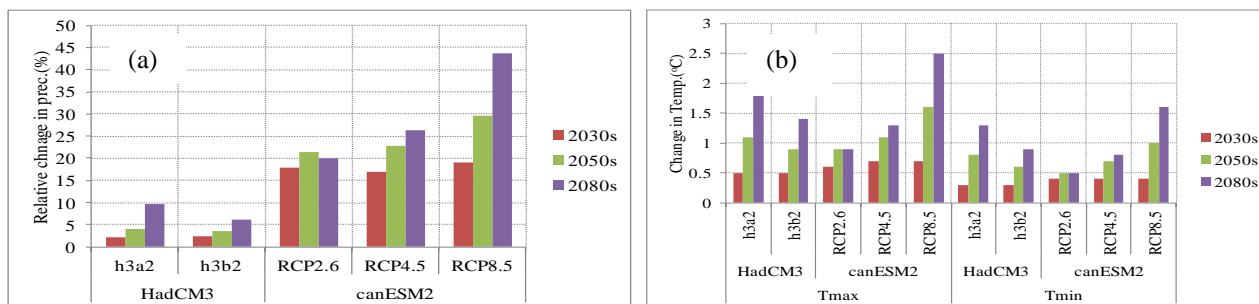 (a)
Relative chnage in prec.(%)
50
45
40
35
30
25
20
15
10
5
0
h3a2 h3b2 RCP2.6 RCP4.5 RCP8.5
HadCM3 canESM2
2030s
2050s
2080s
(b)
Change in Temp.(°C)
3
2.5
2
1.5
1
0.5
0
h3a2 h3b2 RCP2.6 RCP4.5 RCP8.5 h3a2 h3b2 RCP2.6 RCP4.5 RCP8.5
HadCM3 canESM2 HadCM3 canESM2
Tmax Tmin
2030s
2050s
2080s